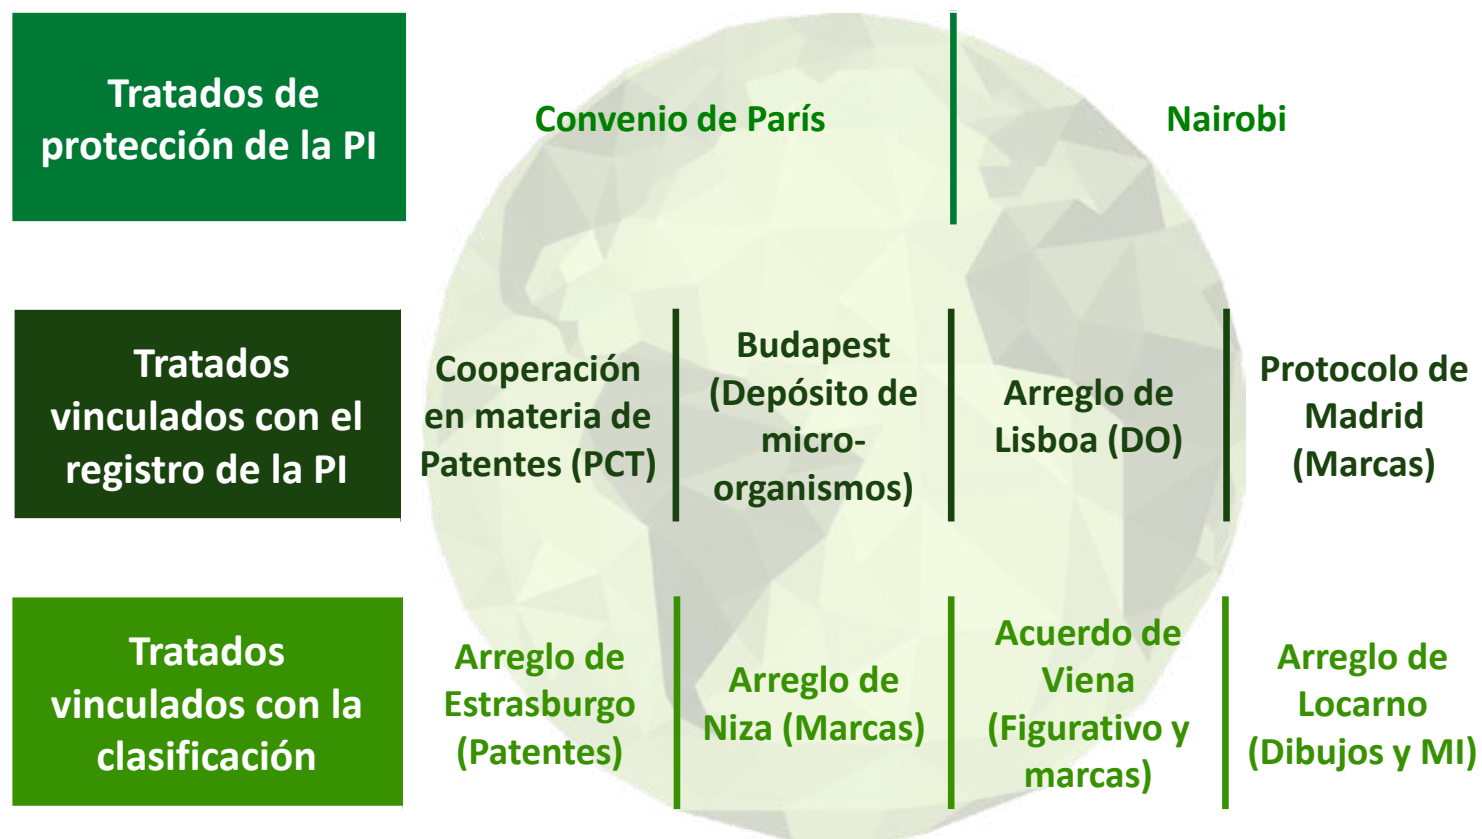 Tratados de
protección de la PI
Convenio de París
Nairobi
Tratados
vinculados con el
registro de la PI
Cooperación
en materia de
Patentes (PCT)
Budapest
(Depósito de
micro-
organismos)
Arreglo de
Lisboa (DO)
Protocolo de
Madrid
(Marcas)
Tratados
vinculados con la
clasificación
Arreglo de
Estrasburgo
(Patentes)
Arreglo de
Niza (Marcas)
Acuerdo de
Viena
(Figurativo y
marcas)
Arreglo de
Locarno
(Dibujos y MI)